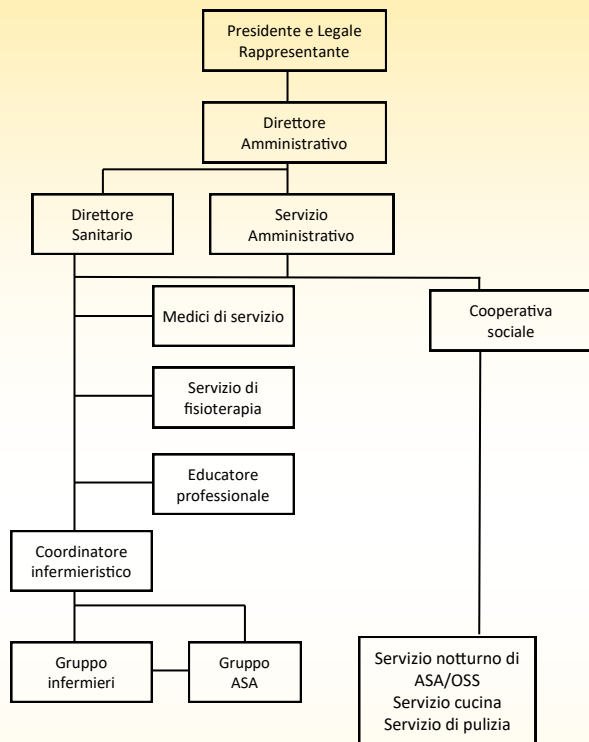 Presidente e Legale
Rappresentante
Direttore
Amministrativo
Direttore
Sanitario
Servizio
Amministrativo
Medici di servizio
Cooperativa
sociale
Servizio di
fisioterapia
Educatore
professionale
Coordinatore
infermieristico
Gruppo
infermieri
Gruppo
ASA
Servizio notturno di
ASA/OSS
Servizio cucina
Servizio di pulizia